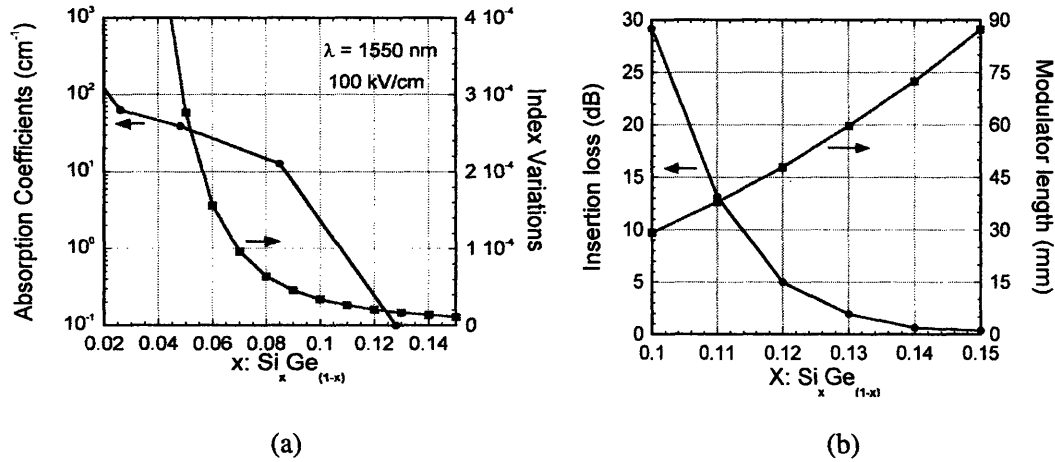 10³
10²
10¹
10⁰
10⁻¹
Absorption Coefficients (cm⁻¹)
λ = 1550 nm
100 kV/cm
4 10⁻⁴
3 10⁻⁴
2 10⁻⁴
1 10⁻⁴
0
Index Variations
0.02 0.04 0.06 0.08 0.10 0.12 0.14
x: SiₓGe₍₁₋ₓ₎
(a)
30
25
20
15
10
5
0
Insertion loss (dB)
90
75
60
45
30
15
0
Modulator length (mm)
0.1 0.11 0.12 0.13 0.14 0.15
X: SiₓGe₍₁₋ₓ₎
(b)